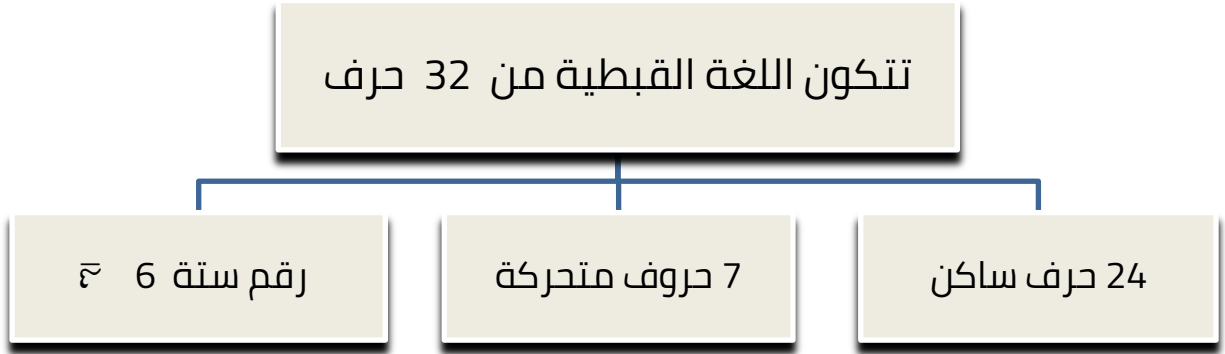 تتكون اللغة القبطية من 32 حرف
24 حرف ساكن
7 حروف متحركة
رقم ستة 6 ⲋ̅